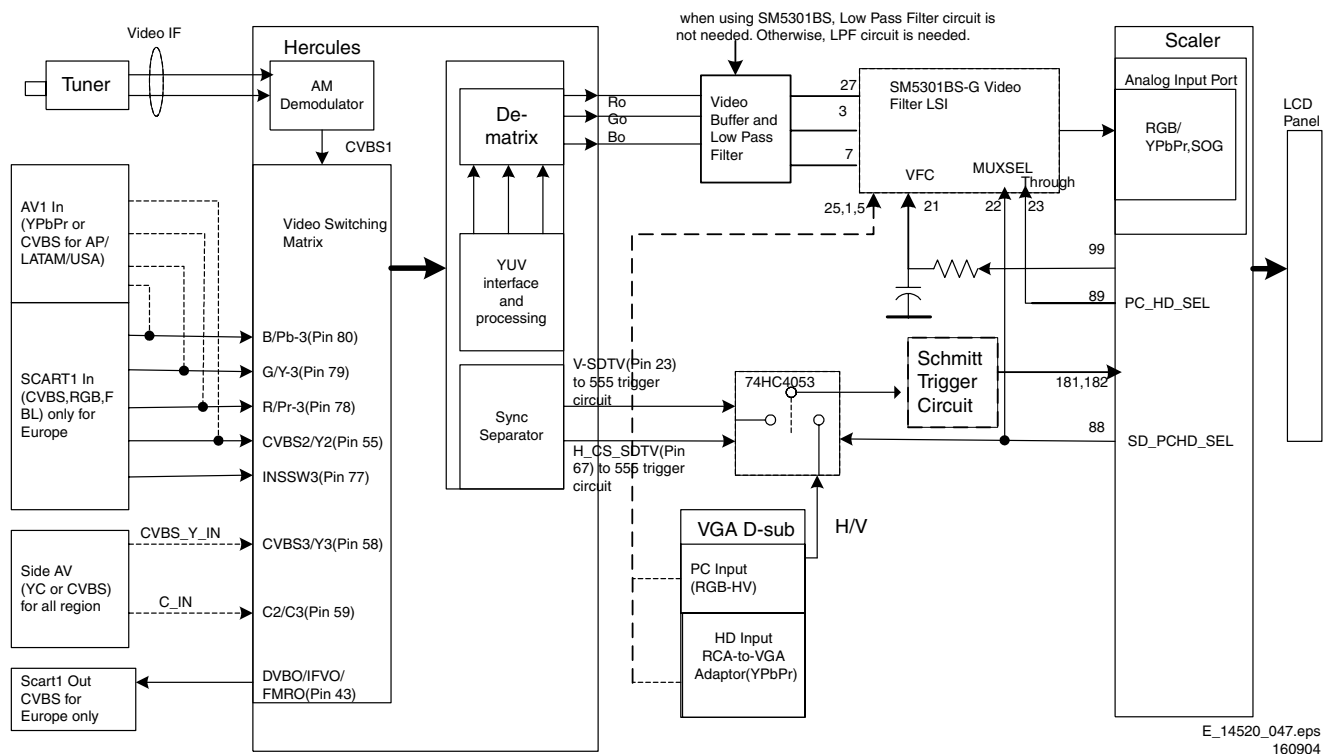 when using SM5301BS, Low Pass Filter circuit is
not needed. Otherwise, LPF circuit is needed.
Video IF
Tuner
Hercules
AM
Demodulator
CVBS1
De-
matrix
Ro
Go
Bo
Video
Buffer and
Low Pass
Filter
27
3
7
SM5301BS-G Video
Filter LSI
VFC
MUXSEL
Through
25,1,5
21
22
23
Scaler
Analog Input Port
RGB/
YPbPr,SOG
LCD
Panel
AV1 In
(YPbPr or
CVBS for AP/
LATAM/USA)
Video Switching
Matrix
YUV
interface
and
processing
99
89
PC_HD_SEL
SCART1 In
(CVBS,RGB,F
BL) only for
Europe
B/Pb-3(Pin 80)
G/Y-3(Pin 79)
R/Pr-3(Pin 78)
CVBS2/Y2(Pin 55)
INSSW3(Pin 77)
Sync
Separator
V-SDTV(Pin 23)
to 555 trigger
circuit
H_CS_SDTV(Pin
67) to 555 trigger
circuit
74HC4053
Schmitt
Trigger
Circuit
181,182
88
SD_PCHD_SEL
Side AV
(YC or CVBS)
for all region
CVBS_Y_IN
C_IN
CVBS3/Y3(Pin 58)
C2/C3(Pin 59)
VGA D-sub
H/V
PC Input
(RGB-HV)
HD Input
RCA-to-VGA
Adaptor(YPbPr)
Scart1 Out
CVBS for
Europe only
DVBO/IFVO/
FMRO(Pin 43)
E_14520_047.eps
160904